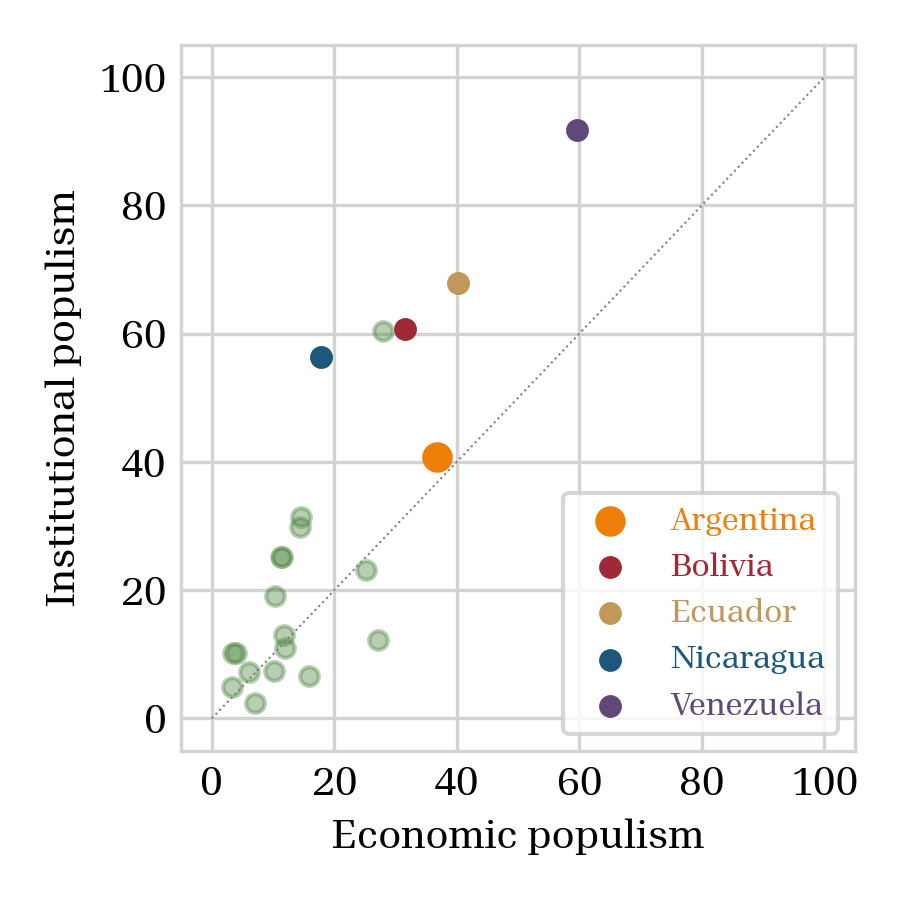 100
80
60
40
20
0
Institutional populism
Argentina
Bolivia
Ecuador
Nicaragua
Venezuela
0 20 40 60 80 100
Economic populism